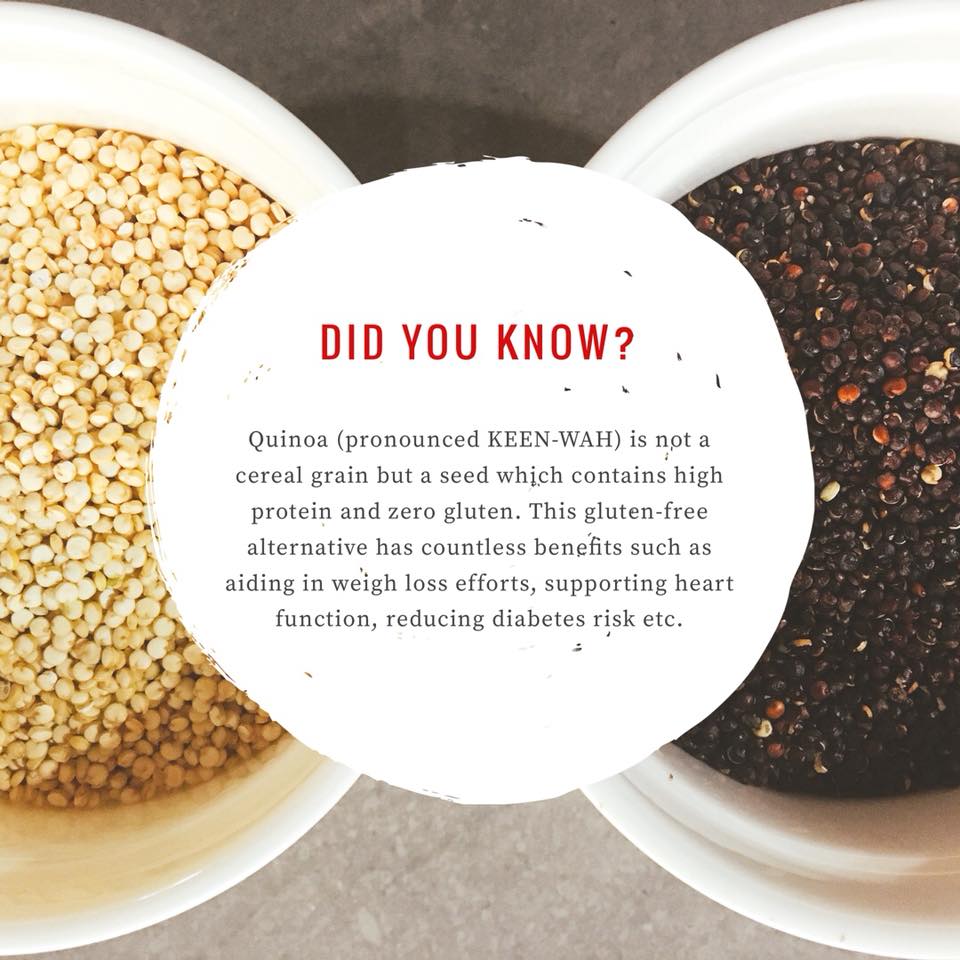 DID YOU KNOW?
Quinoa (pronounced KEEN-WAH) is not a
cereal grain but a seed which contains high
protein and zero gluten. This gluten-free
alternative has countless benefits such as
aiding in weigh loss efforts, supporting heart
function, reducing diabetes risk etc.